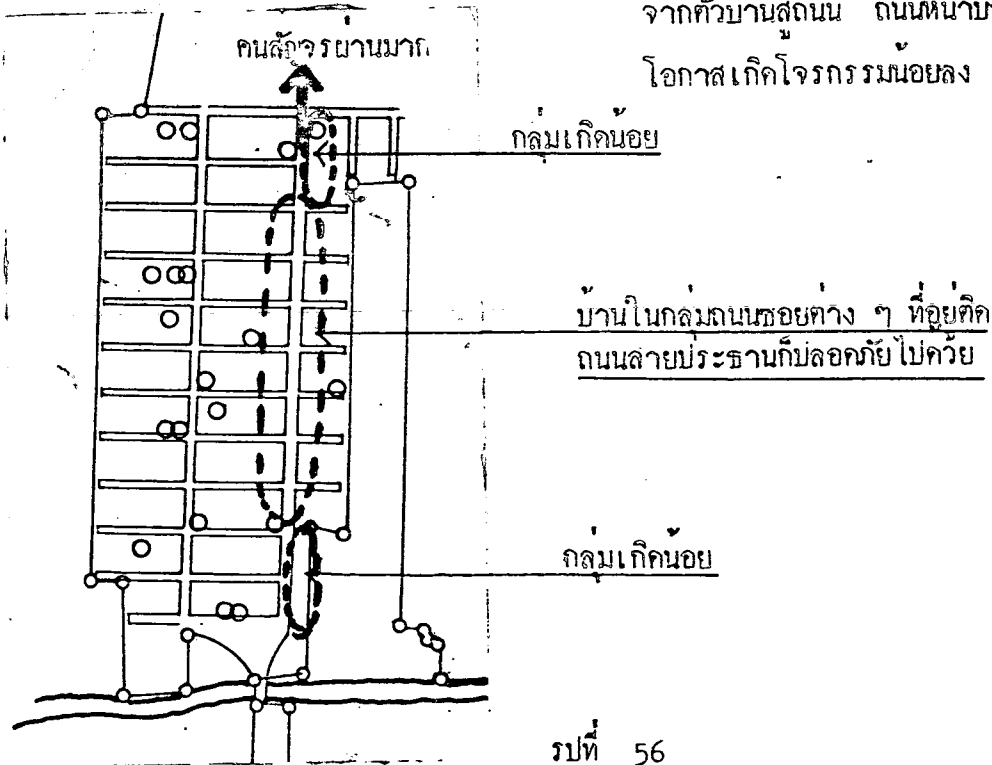 จากตัวบ้านสู่ถนน ถนนหน้า
คนสัญจรผ่านมาก
โอกาสเกิดโจรกรรมน้อยลง
กลุ่มเกิดน้อย
บ้านในกลุ่มถนนซอยต่าง ๆ ที่อยู่ติด
ถนนสายประธานก็ปลอดภัยไปด้วย
กลุ่มเกิดน้อย
รูปที่ 56